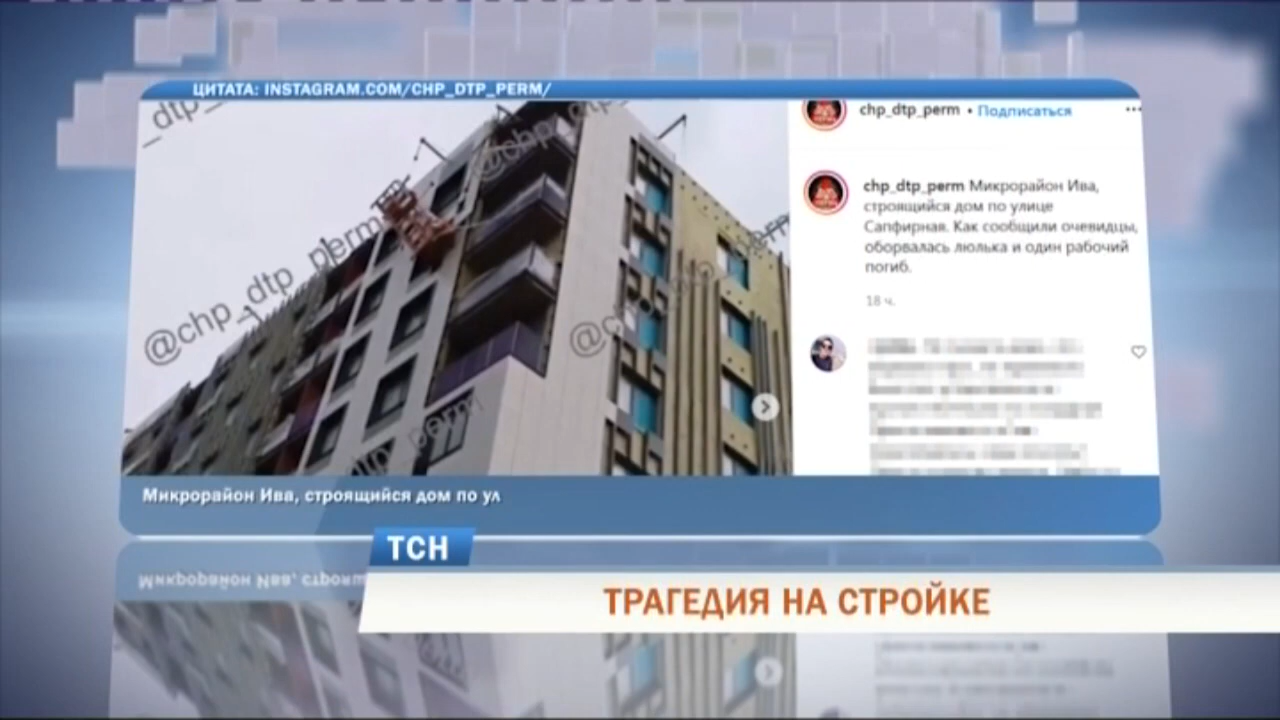 ЦИТАТА: INSTAGRAM.COM/CHP_DTP_PERM/
_dtp_
@chp_dtp_perm
chp_dtp_perm • Подписаться
chp_dtp_perm Микрорайон Ива,
строящийся дом по улице
Сапфирная. Как сообщили очевидцы,
оборвалась люлька и один рабочий
погиб.
18 ч.
Микрорайон Ива, строящийся дом по ул
ТСН
ТРАГЕДИЯ НА СТРОЙКЕ